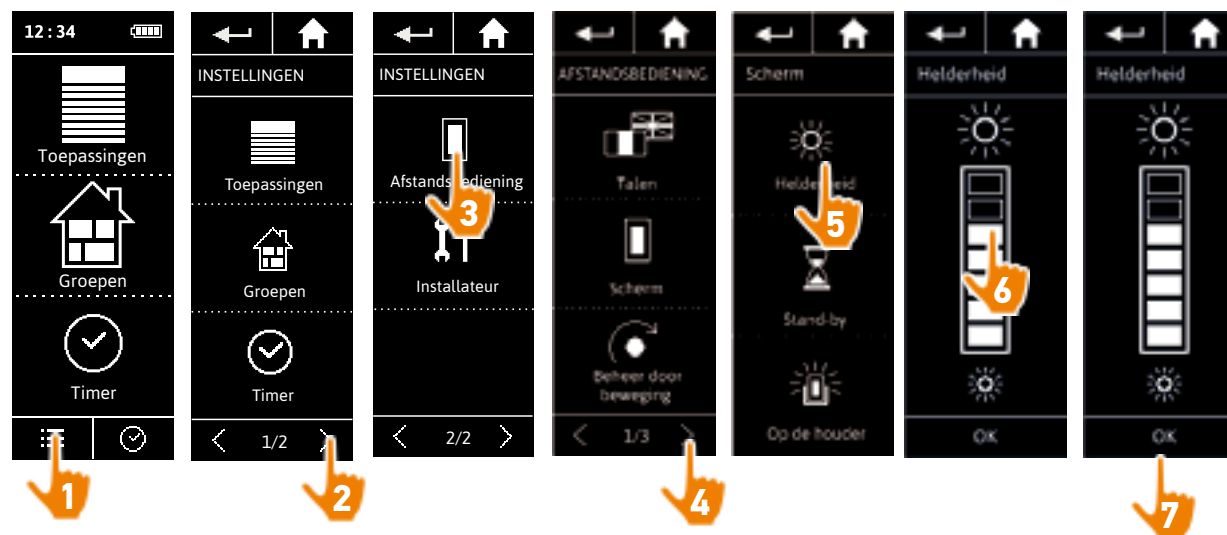 12:34
Toepassingen
Groepen
Timer
1
INSTELLINGEN
Toepassingen
Groepen
Timer
1/2
2
INSTELLINGEN
Afstandsbediening
3
Installateur
2/2
AFSTANDSBEDIENING
Talen
Scherm
Beheer door
beweging
1/3
4
Scherm
Helderheid
5
Stand-by
Op de houder
Helderheid
6
OK
Helderheid
OK
7